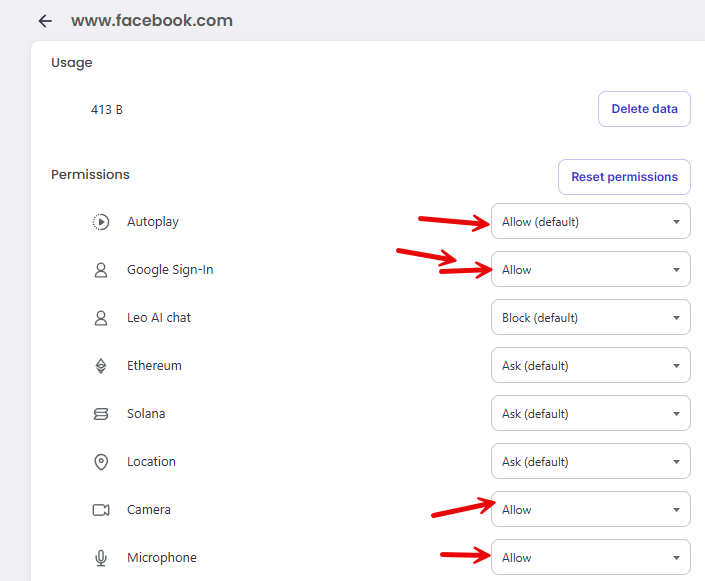 www.facebook.com
Usage
413 B
Delete data
Permissions
Reset permissions
Autoplay
Allow (default)
Google Sign-In
Allow
Leo AI chat
Block (default)
Ethereum
Ask (default)
Solana
Ask (default)
Location
Ask (default)
Camera
Allow
Microphone
Allow